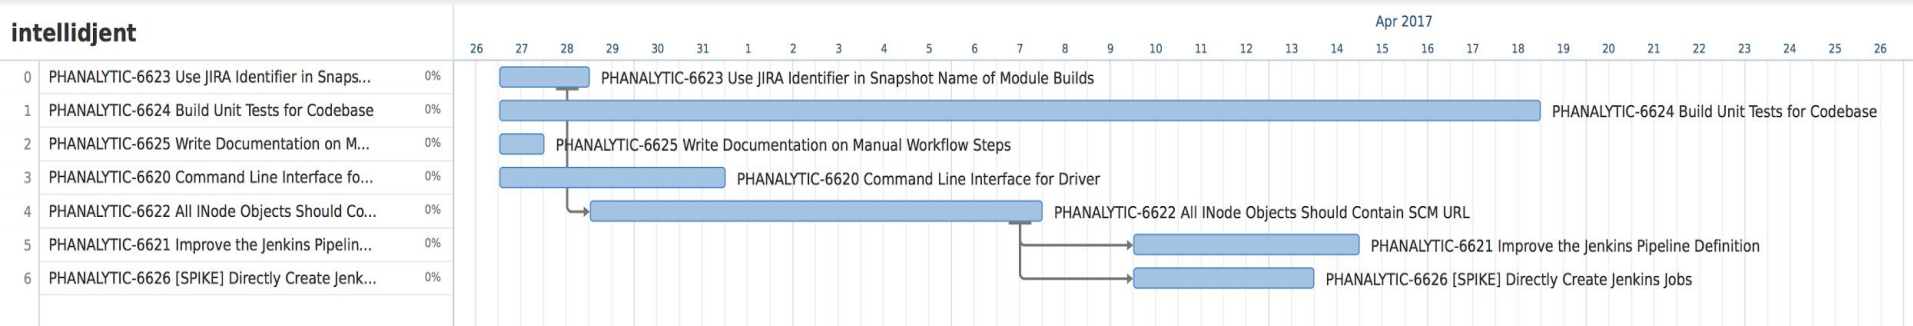 intellidjent
Apr 2017
26 27 28 29 30 31 1 2 3 4 5 6 7 8 9 10 11 12 13 14 15 16 17 18 19 20 21 22 23 24 25 26
0 PHANALYTIC-6623 Use JIRA Identifier in Snaps... 0% PHANALYTIC-6623 Use JIRA Identifier in Snapshot Name of Module Builds
1 PHANALYTIC-6624 Build Unit Tests for Codebase 0% PHANALYTIC-6624 Build Unit Tests for Codebase
2 PHANALYTIC-6625 Write Documentation on M... 0% PHANALYTIC-6625 Write Documentation on Manual Workflow Steps
3 PHANALYTIC-6620 Command Line Interface fo... 0% PHANALYTIC-6620 Command Line Interface for Driver
4 PHANALYTIC-6622 All INode Objects Should Co... 0% PHANALYTIC-6622 All INode Objects Should Contain SCM URL
5 PHANALYTIC-6621 Improve the Jenkins Pipelin... 0% PHANALYTIC-6621 Improve the Jenkins Pipeline Definition
6 PHANALYTIC-6626 [SPIKE] Directly Create Jenk... 0% PHANALYTIC-6626 [SPIKE] Directly Create Jenkins Jobs